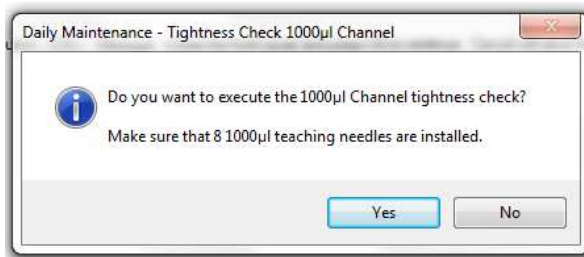 Daily Maintenance - Tightness Check 1000µl Channel
Do you want to execute the 1000µl Channel tightness check?
Make sure that 8 1000µl teaching needles are installed.
Yes
No